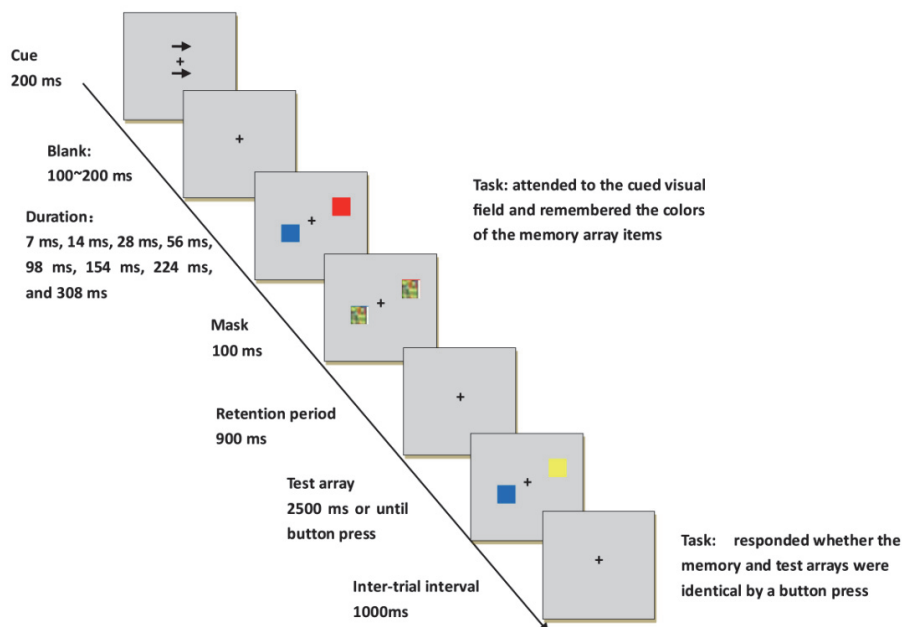 Cue
200 ms
Blank:
100~200 ms
Duration:
7 ms, 14 ms, 28 ms, 56 ms,
98 ms, 154 ms, 224 ms,
and 308 ms
Task: attended to the cued visual
field and remembered the colors
of the memory array items
Mask
100 ms
Retention period
900 ms
Test array
2500 ms or until
button press
Inter-trial interval
1000ms
Task: responded whether the
memory and test arrays were
identical by a button press